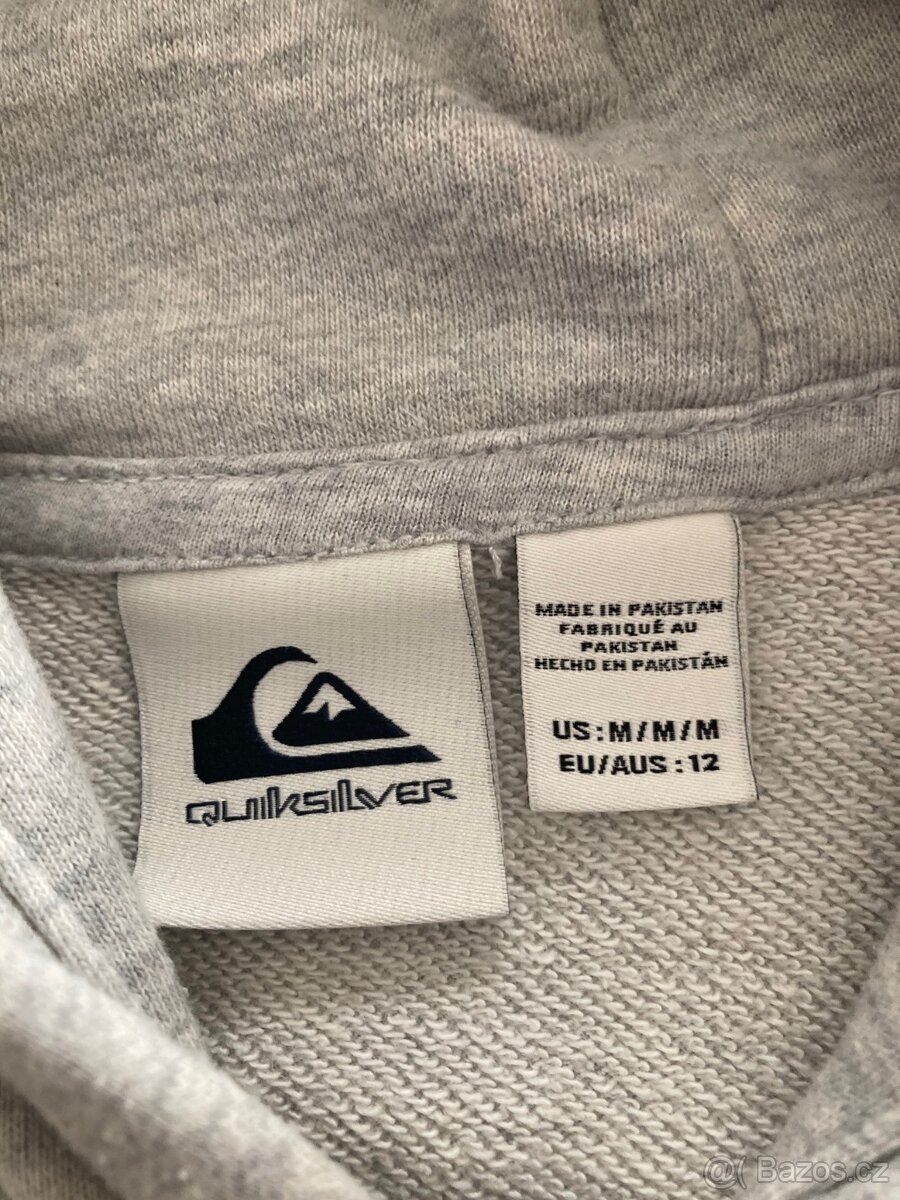 QUIKSILVER
MADE IN PAKISTAN
FABRIQUÉ AU
PAKISTAN
HECHO EN PAKISTÁN
US:M/M/M
EU/AUS:12
@( Bazos.cz